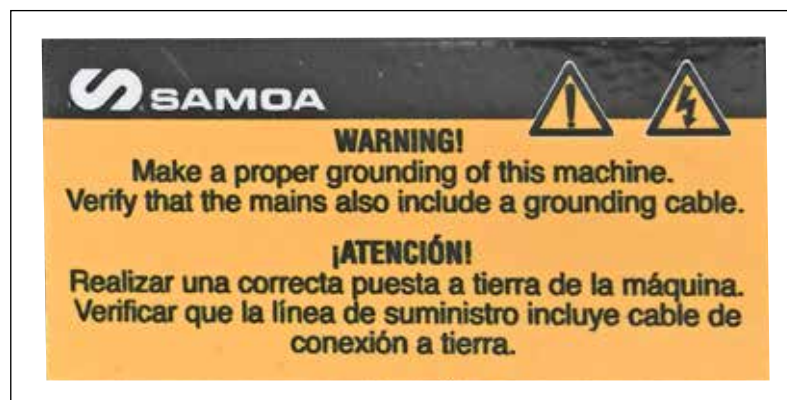 SAMOA
WARNING!
Make a proper grounding of this machine.
Verify that the mains also include a grounding cable.
¡ATENCIÓN!
Realizar una correcta puesta a tierra de la máquina.
Verificar que la línea de suministro incluye cable de
conexión a tierra.